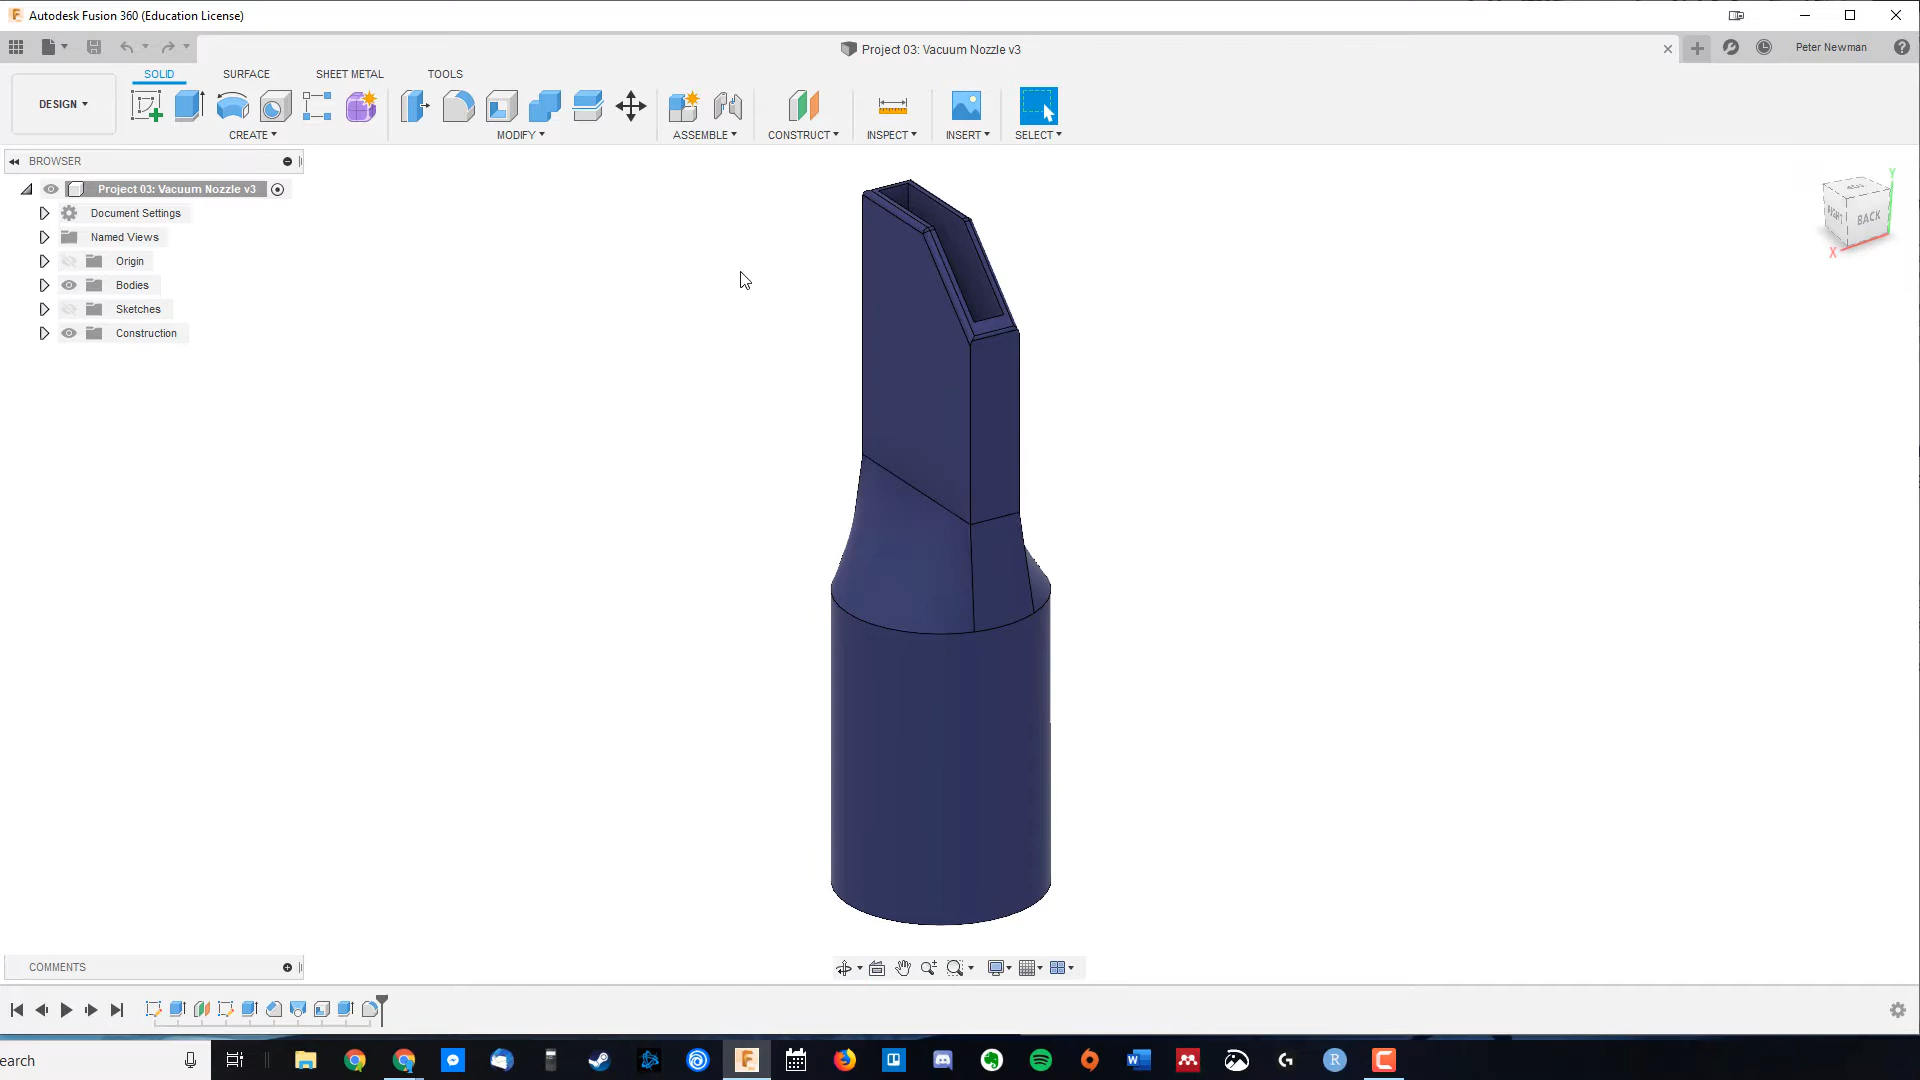 Autodesk Fusion 360 (Education License)
Project 03: Vacuum Nozzle v3
Peter Newman
SOLID
SURFACE
SHEET METAL
TOOLS
DESIGN
CREATE
MODIFY
ASSEMBLE
CONSTRUCT
INSPECT
INSERT
SELECT
BROWSER
Project 03: Vacuum Nozzle v3
Document Settings
Named Views
Origin
Bodies
Sketches
Construction
Y
RIGHT
BACK
X
COMMENTS
earch